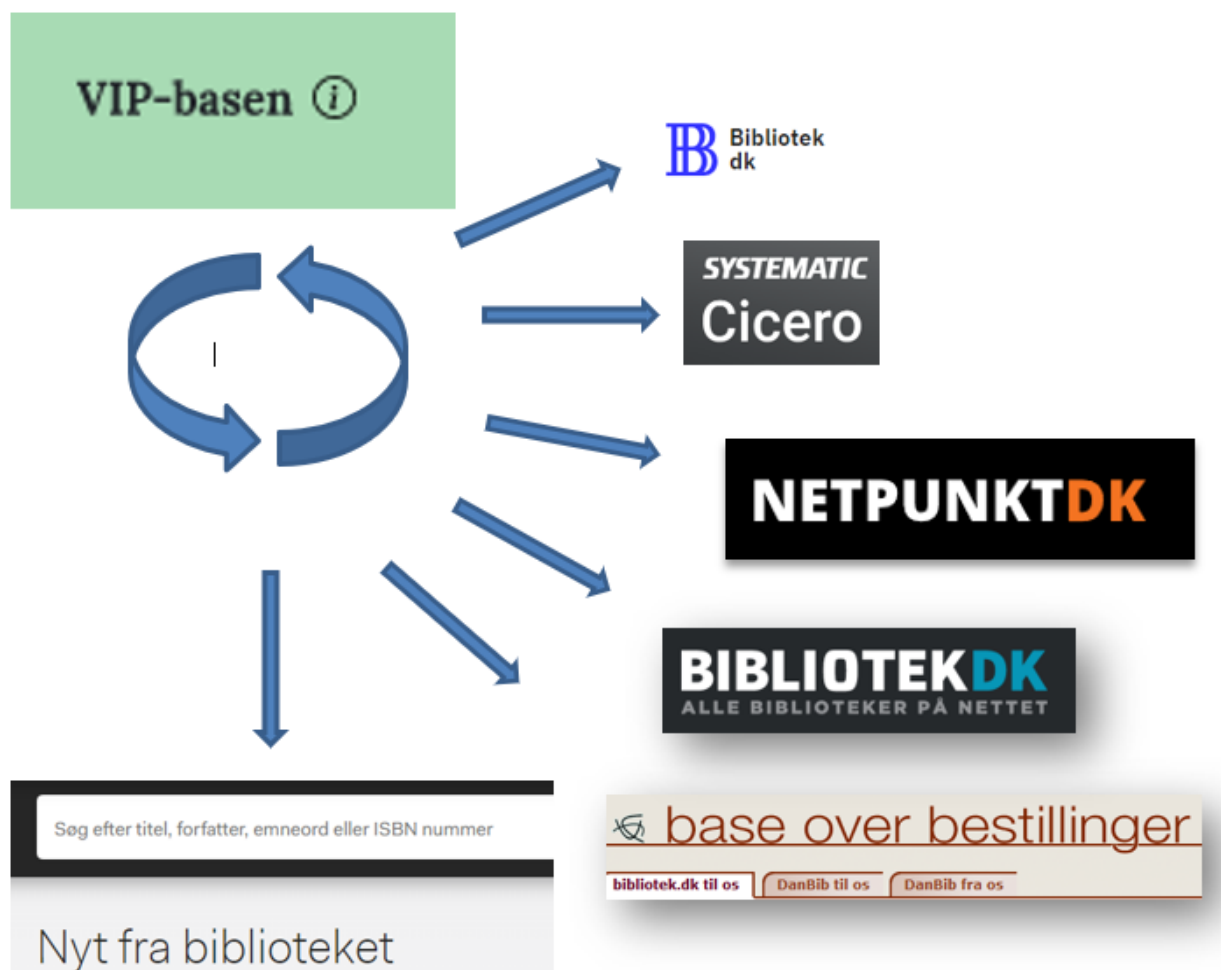 VIP-basen
Bibliotek
dk
SYSTEMATIC
Cicero
NETPUNKTDK
BIBLIOTEKDK
ALLE BIBLIOTEKER PÅ NETTET
Søg efter titel, forfatter, emneord eller ISBN nummer
Nyt fra biblioteket
base over bestillinger
bibliotek.dk til os DanBib til os DanBib fra os